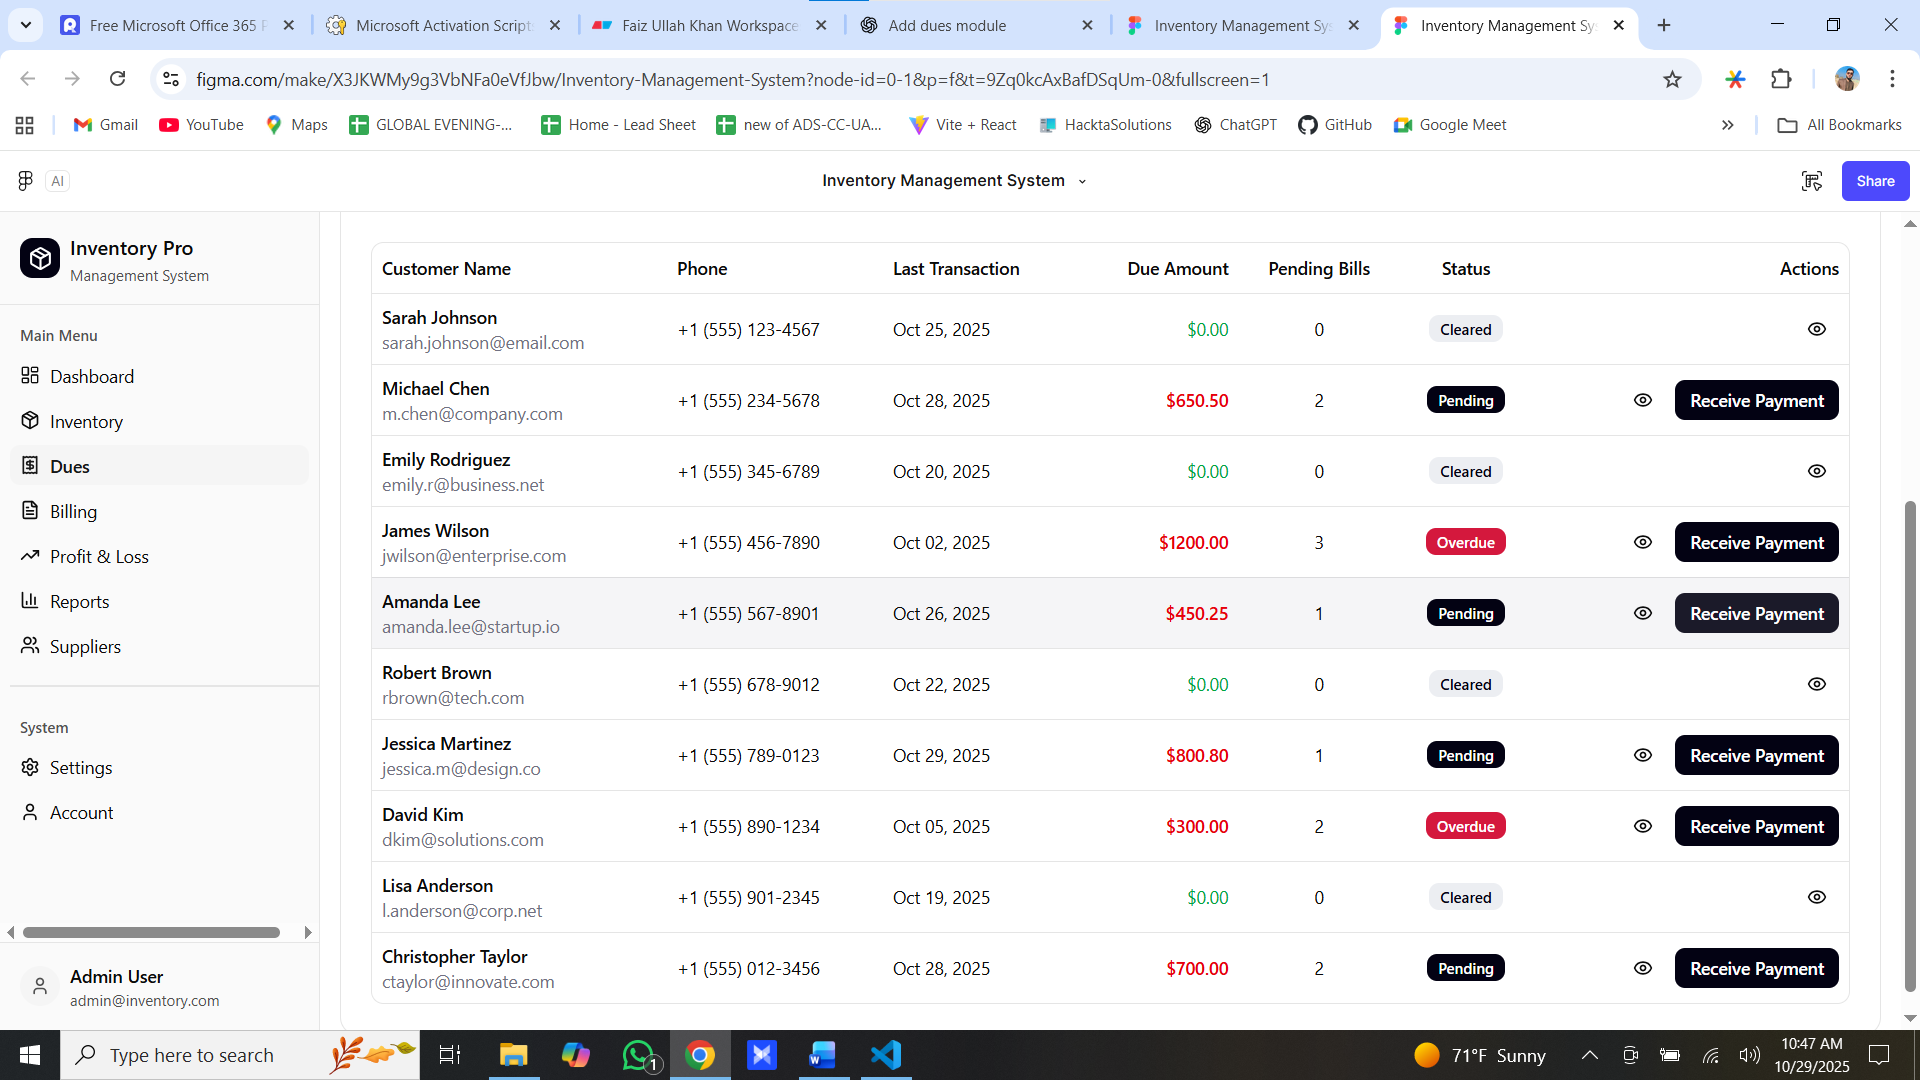 Free Microsoft Office 365 P
Microsoft Activation Scripts
Faiz Ullah Khan Workspace
Add dues module
Inventory Management Sys
Inventory Management Sys
figma.com/make/X3JKWMy9g3VbNFa0eVfJbw/Inventory-Management-System?node-id=0-1&p=f&t=9Zq0kcAxBafDSqUm-0&fullscreen=1
Gmail
YouTube
Maps
GLOBAL EVENING-...
Home - Lead Sheet
new of ADS-CC-UA...
Vite + React
HacktaSolutions
ChatGPT
GitHub
Google Meet
All Bookmarks
AI
Inventory Management System
Share
Inventory Pro
Management System
Main Menu
Dashboard
Inventory
Dues
Billing
Profit & Loss
Reports
Suppliers
System
Settings
Account
Admin User
admin@inventory.com
Customer Name Phone Last Transaction Due Amount Pending Bills Status Actions
Sarah Johnson
sarah.johnson@email.com
+1 (555) 123-4567 Oct 25, 2025 $0.00 0 Cleared
Michael Chen
m.chen@company.com
+1 (555) 234-5678 Oct 28, 2025 $650.50 2 Pending Receive Payment
Emily Rodriguez
emily.r@business.net
+1 (555) 345-6789 Oct 20, 2025 $0.00 0 Cleared
James Wilson
jwilson@enterprise.com
+1 (555) 456-7890 Oct 02, 2025 $1200.00 3 Overdue Receive Payment
Amanda Lee
amanda.lee@startup.io
+1 (555) 567-8901 Oct 26, 2025 $450.25 1 Pending Receive Payment
Robert Brown
rbrown@tech.com
+1 (555) 678-9012 Oct 22, 2025 $0.00 0 Cleared
Jessica Martinez
jessica.m@design.co
+1 (555) 789-0123 Oct 29, 2025 $800.80 1 Pending Receive Payment
David Kim
dkim@solutions.com
+1 (555) 890-1234 Oct 05, 2025 $300.00 2 Overdue Receive Payment
Lisa Anderson
l.anderson@corp.net
+1 (555) 901-2345 Oct 19, 2025 $0.00 0 Cleared
Christopher Taylor
ctaylor@innovate.com
+1 (555) 012-3456 Oct 28, 2025 $700.00 2 Pending Receive Payment
Type here to search
1
71°F Sunny
10:47 AM
10/29/2025